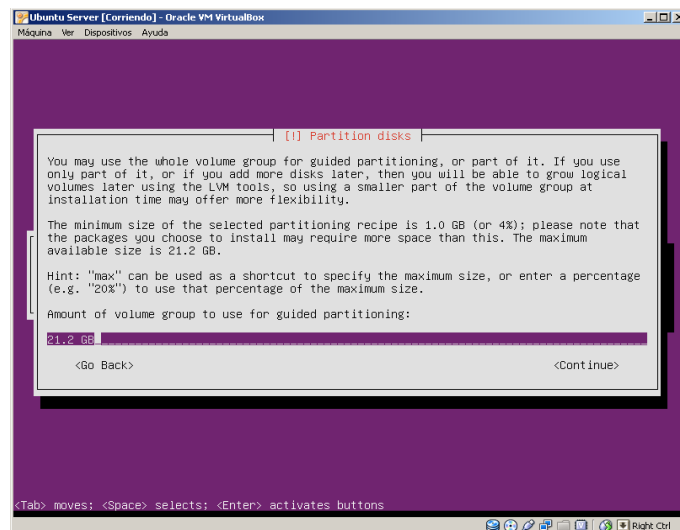 Ubuntu Server [Corriendo] - Oracle VM VirtualBox
Máquina Ver Dispositivos Ayuda
[!] Partition disks
You may use the whole volume group for guided partitioning, or part of it. If you use
only part of it, or if you add more disks later, then you will be able to grow logical
volumes later using the LVM tools, so using a smaller part of the volume group at
installation time may offer more flexibility.
The minimum size of the selected partitioning recipe is 1.0 GB (or 4%); please note that
the packages you choose to install may require more space than this. The maximum
available size is 21.2 GB.
Hint: "max" can be used as a shortcut to specify the maximum size, or enter a percentage
(e.g. "20%") to use that percentage of the maximum size.
Amount of volume group to use for guided partitioning:
21.2 GB
<Go Back> <Continue>
<Tab> moves; <Space> selects; <Enter> activates buttons
Right Ctrl